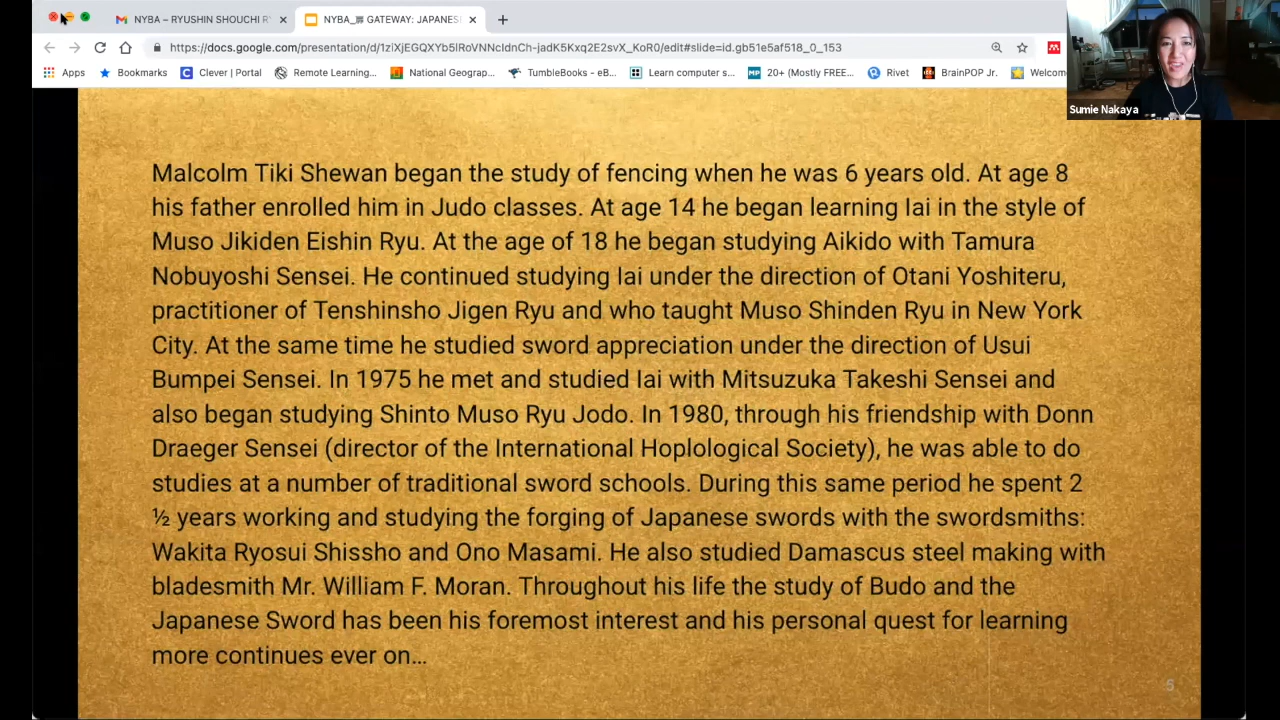 NYBA – RYUSHIN SHOUCHI RY
NYBA_羅 GATEWAY: JAPANES
https://docs.google.com/presentation/d/1ziXjEGQXYb5lRoVNNcIdnCh-jadK5Kxq2E2svX_KoR0/edit#slide=id.gb51e5af518_0_153
Apps
Bookmarks
Clever | Portal
Remote Learning...
National Geograp...
TumbleBooks - eB...
Learn computer s...
20+ (Mostly FREE...
Rivet
BrainPOP Jr.
Welcom
Sumie Nakaya
Malcolm Tiki Shewan began the study of fencing when he was 6 years old. At age 8
his father enrolled him in Judo classes. At age 14 he began learning Iai in the style of
Muso Jikiden Eishin Ryu. At the age of 18 he began studying Aikido with Tamura
Nobuyoshi Sensei. He continued studying Iai under the direction of Otani Yoshiteru,
practitioner of Tenshinsho Jigen Ryu and who taught Muso Shinden Ryu in New York
City. At the same time he studied sword appreciation under the direction of Usui
Bumpei Sensei. In 1975 he met and studied Iai with Mitsuzuka Takeshi Sensei and
also began studying Shinto Muso Ryu Jodo. In 1980, through his friendship with Donn
Draeger Sensei (director of the International Hoplological Society), he was able to do
studies at a number of traditional sword schools. During this same period he spent 2
½ years working and studying the forging of Japanese swords with the swordsmiths:
Wakita Ryosui Shissho and Ono Masami. He also studied Damascus steel making with
bladesmith Mr. William F. Moran. Throughout his life the study of Budo and the
Japanese Sword has been his foremost interest and his personal quest for learning
more continues ever on…
5